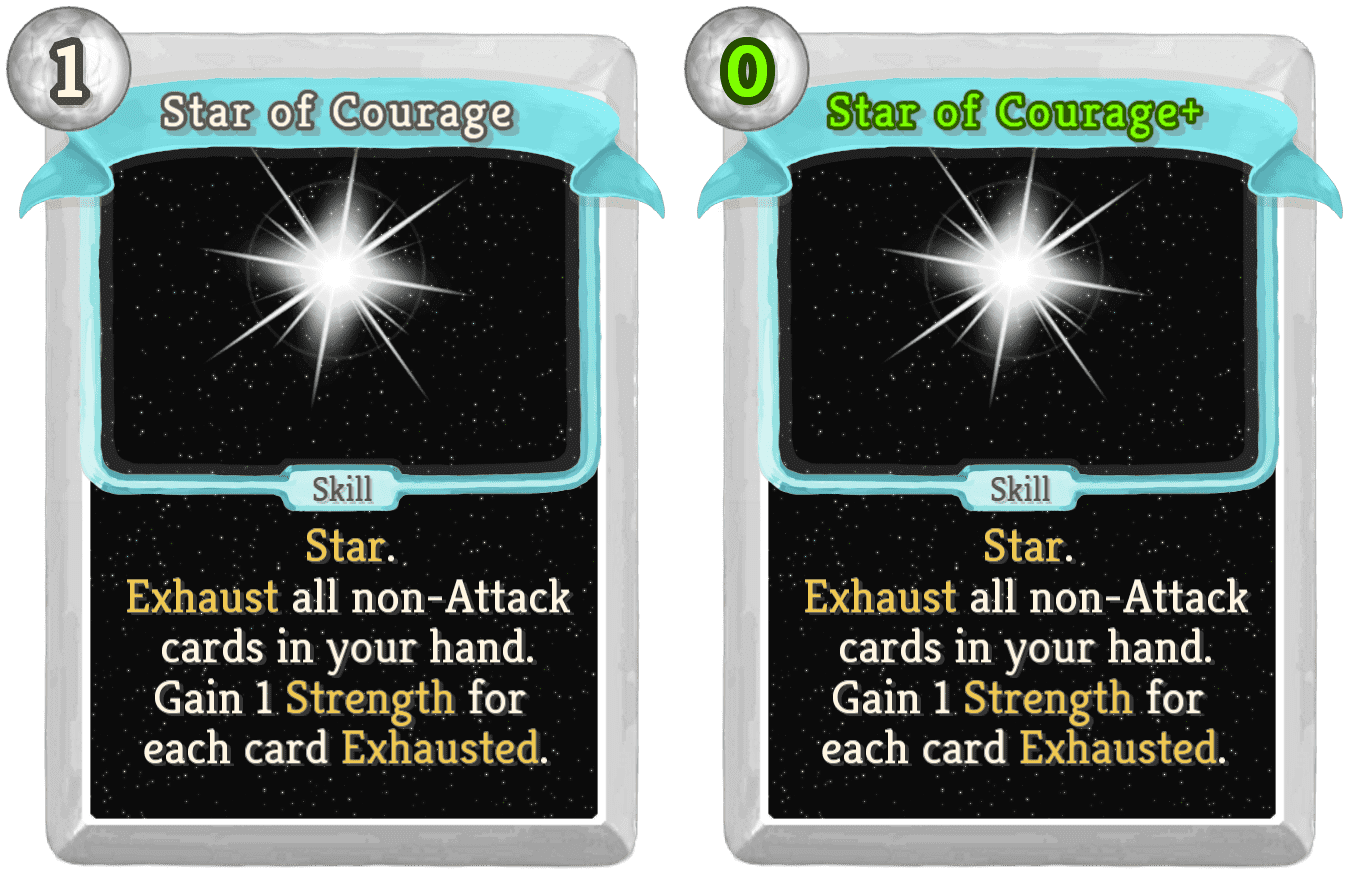 1
Star of Courage
Skill
Star.
Exhaust all non-Attack
cards in your hand.
Gain 1 Strength for
each card Exhausted.
0
Star of Courage+
Skill
Star.
Exhaust all non-Attack
cards in your hand.
Gain 1 Strength for
each card Exhausted.